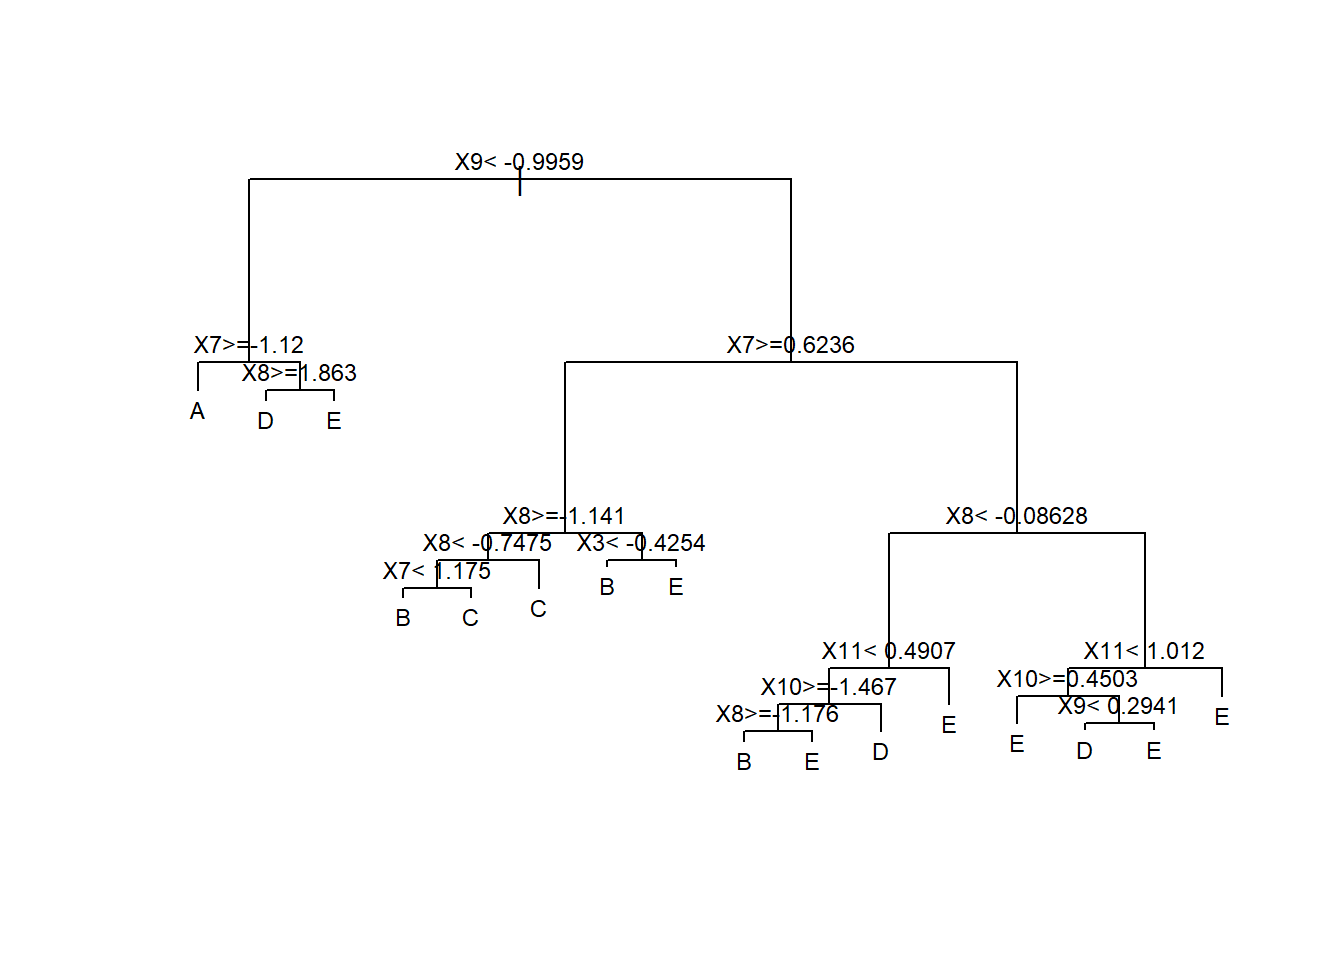 X9< -0.9959
X7>=-1.12
X7>=0.6236
X8>=1.863
A
D
E
X8>=-1.141
X8< -0.08628
X8< -0.7475
X3< -0.4254
X7< 1.175
B
E
B
C
C
X11< 0.4907
X11< 1.012
X10>=-1.467
X10>=0.4503
X8>=-1.176
X9< 0.2941
E
E
E
D
D
E
B
E